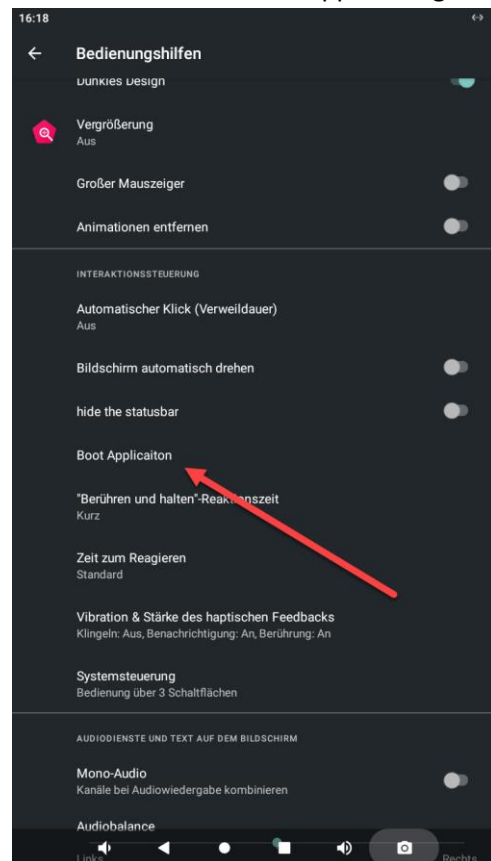 16:18
Bedienungshilfen
Dunkles Design
Vergrößerung
Aus
Großer Mauszeiger
Animationen entfernen
INTERAKTIONSSTEUERUNG
Automatischer Klick (Verweildauer)
Aus
Bildschirm automatisch drehen
hide the statusbar
Boot Applicaiton
"Berühren und halten"-Reaktionszeit
Kurz
Zeit zum Reagieren
Standard
Vibration & Stärke des haptischen Feedbacks
Klingeln: Aus, Benachrichtigung: An, Berührung: An
Systemsteuerung
Bedienung über 3 Schaltflächen
AUDIODIENSTE UND TEXT AUF DEM BILDSCHIRM
Mono-Audio
Kanäle bei Audiowiedergabe kombinieren
Audiobalance
Links Rechts